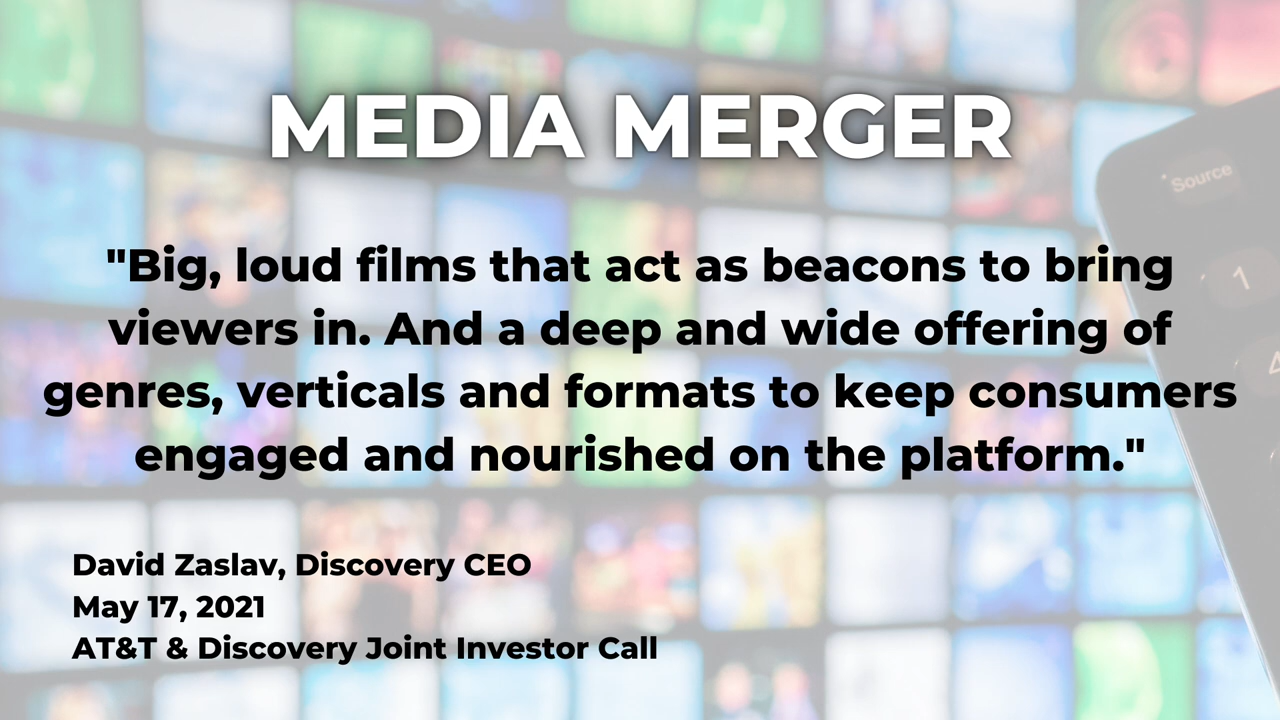 MEDIA MERGER
"Big, loud films that act as beacons to bring
viewers in. And a deep and wide offering of
genres, verticals and formats to keep consumers
engaged and nourished on the platform."
David Zaslav, Discovery CEO
May 17, 2021
AT&T & Discovery Joint Investor Call
Source
1
4